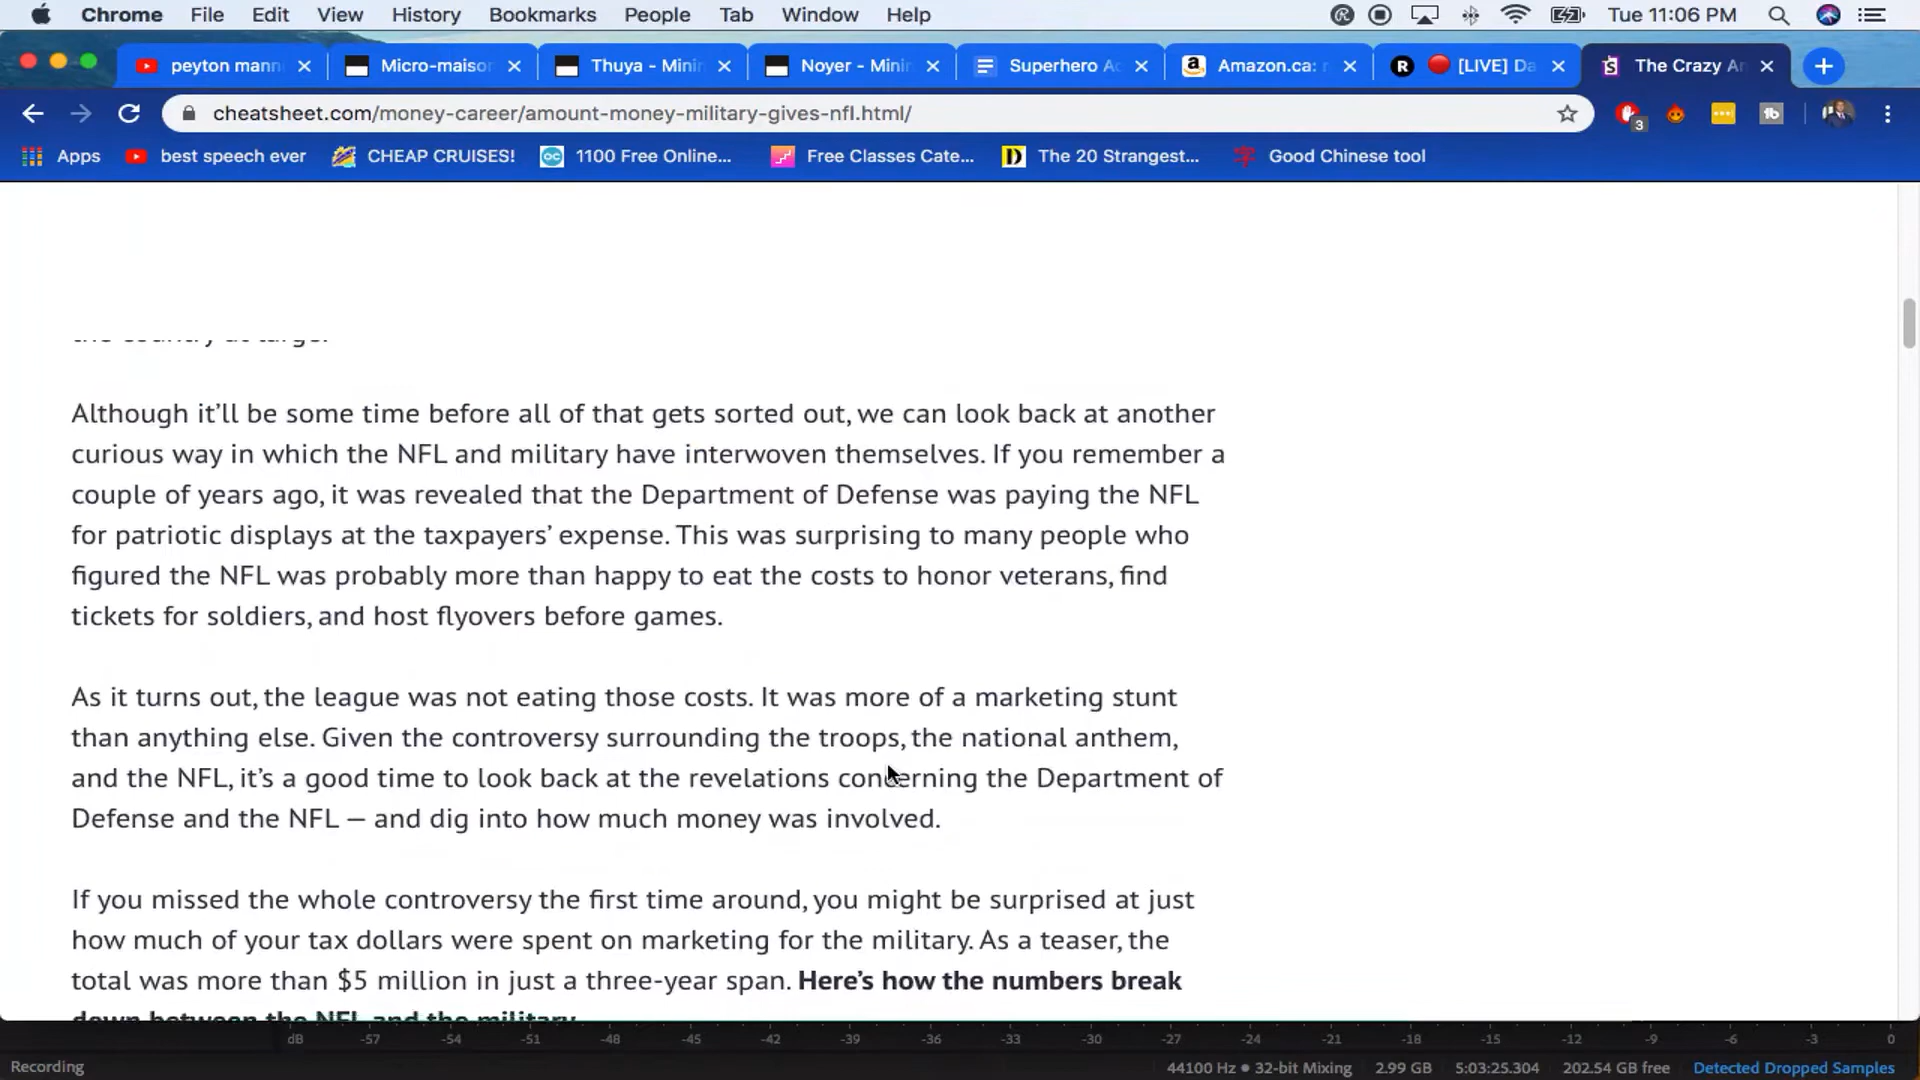 Chrome File Edit View History Bookmarks People Tab Window Help Tue 11:06 PM
peyton mann Micro-maiso Thuya - Mini Noyer - Mini Superhero Ac Amazon.ca: r [LIVE] Da The Crazy A
cheatsheet.com/money-career/amount-money-military-gives-nfl.html/ 3
Apps best speech ever CHEAP CRUISES! 1100 Free Online... Free Classes Cate... The 20 Strangest... Good Chinese tool
the country at large.
Although it’ll be some time before all of that gets sorted out, we can look back at another
curious way in which the NFL and military have interwoven themselves. If you remember a
couple of years ago, it was revealed that the Department of Defense was paying the NFL
for patriotic displays at the taxpayers’ expense. This was surprising to many people who
figured the NFL was probably more than happy to eat the costs to honor veterans, find
tickets for soldiers, and host flyovers before games.
As it turns out, the league was not eating those costs. It was more of a marketing stunt
than anything else. Given the controversy surrounding the troops, the national anthem,
and the NFL, it’s a good time to look back at the revelations concerning the Department of
Defense and the NFL — and dig into how much money was involved.
If you missed the whole controversy the first time around, you might be surprised at just
how much of your tax dollars were spent on marketing for the military. As a teaser, the
total was more than $5 million in just a three-year span. Here’s how the numbers break
down between the NFL and the military.
dB -57 -54 -51 -48 -45 -42 -39 -36 -33 -30 -27 -24 -21 -18 -15 -12 -9 -6 -3 0
Recording 44100 Hz • 32-bit Mixing 2.99 GB 5:03:25.304 202.54 GB free Detected Dropped Samples